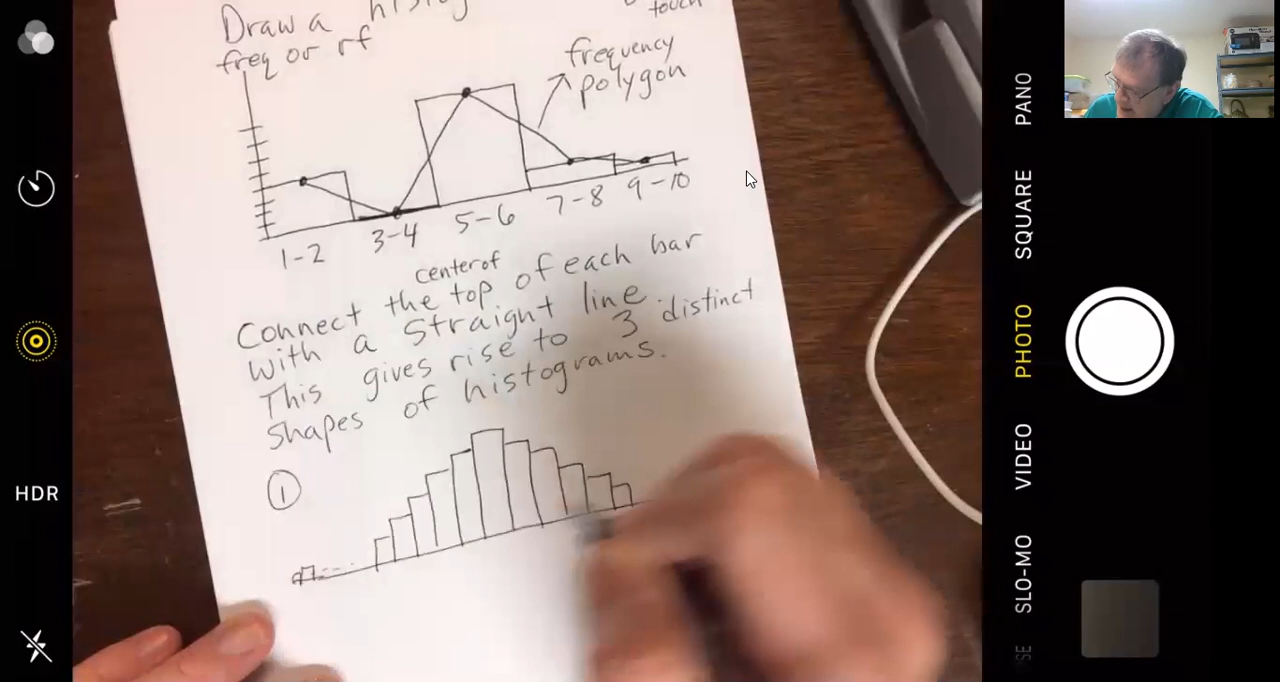 Draw a histog
touch
freq or rf
frequency
polygon
1-2 3-4 5-6 7-8 9-10
center of
Connect the top of each bar
with a straight line
This gives rise to 3 distinct
shapes of histograms.
1
HDR
PANO
SQUARE
PHOTO
VIDEO
SLO-MO
SE